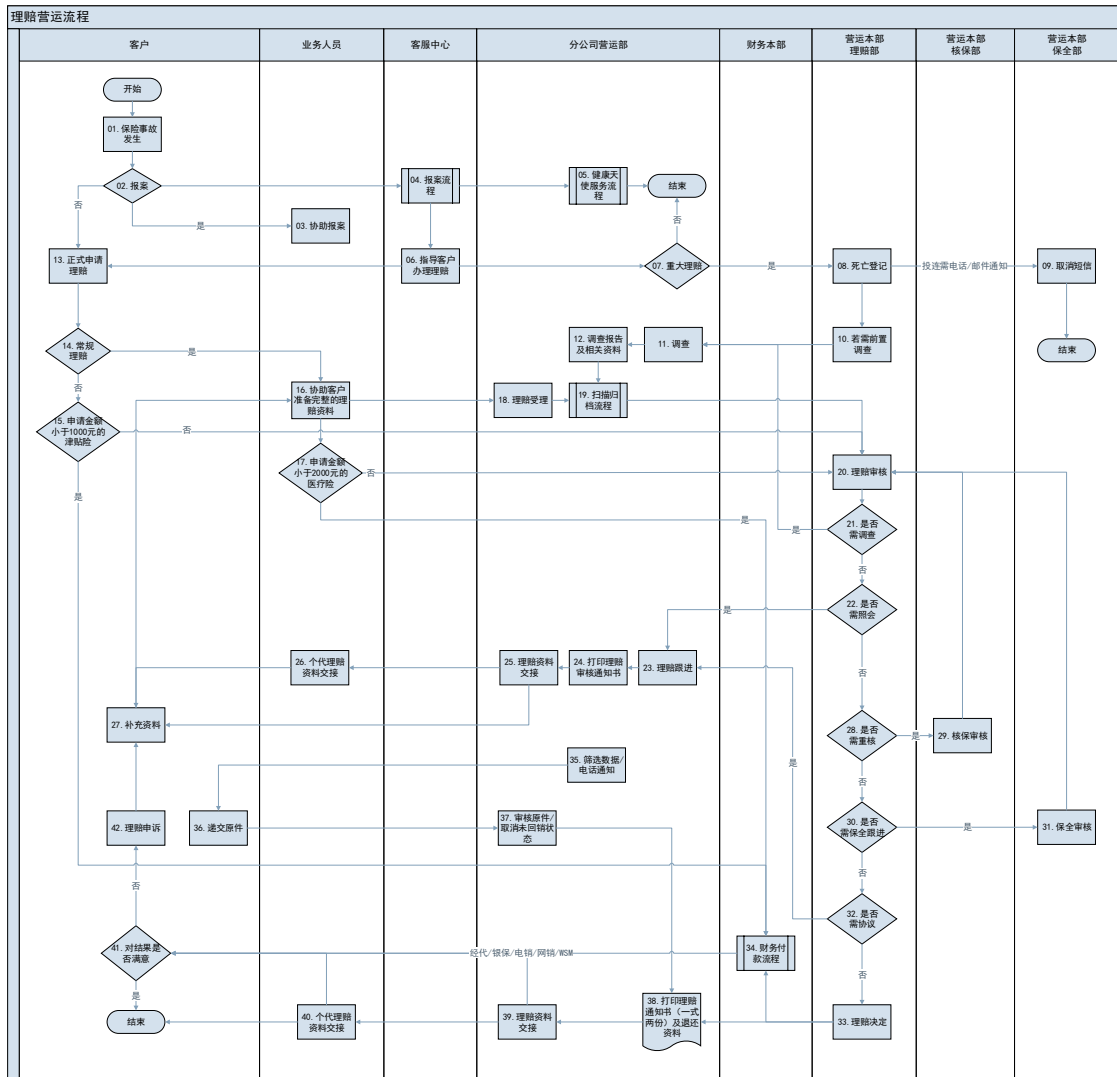 理赔营运流程
客户
业务人员
客服中心
分公司营运部
财务本部
营运本部
理赔部
营运本部
核保部
营运本部
保全部
开始
01. 保险事故
发生
02. 报案
04. 报案流
程
05. 健康天
使服务流
程
结束
否
是
03. 协助报案
否
13. 正式申请
理赔
06. 指导客户
办理理赔
07. 重大理赔
是
08. 死亡登记
投连需电话/邮件通知
09. 取消短信
14. 常规
理赔
是
12. 调查报告
及相关资料
11. 调查
10. 若需前置
调查
结束
否
16. 协助客户
准备完整的理
赔资料
18. 理赔受理
19. 扫描归
档流程
15. 申请金额
小于1000元的
津贴险
否
17. 申请金额
小于2000元的
医疗险
否
20. 理赔审核
是
是
是
21. 是否
需调查
否
22. 是否
需照会
是
否
26. 个代理赔
资料交接
25. 理赔资料
交接
24. 打印理赔
审核通知书
23. 理赔跟进
27. 补充资料
28. 是否
需重核
是
29. 核保审核
35. 筛选数据/
电话通知
是
否
42. 理赔申诉
36. 递交原件
37. 审核原件/
取消未回销状
态
30. 是否
需保全跟进
是
31. 保全审核
否
否
32. 是否
需协议
41. 对结果是
否满意
经代/银保/电销/网销/WSM
34. 财务付
款流程
否
是
结束
40. 个代理赔
资料交接
39. 理赔资料
交接
38. 打印理赔
通知书（一式
两份）及退还
资料
33. 理赔决定